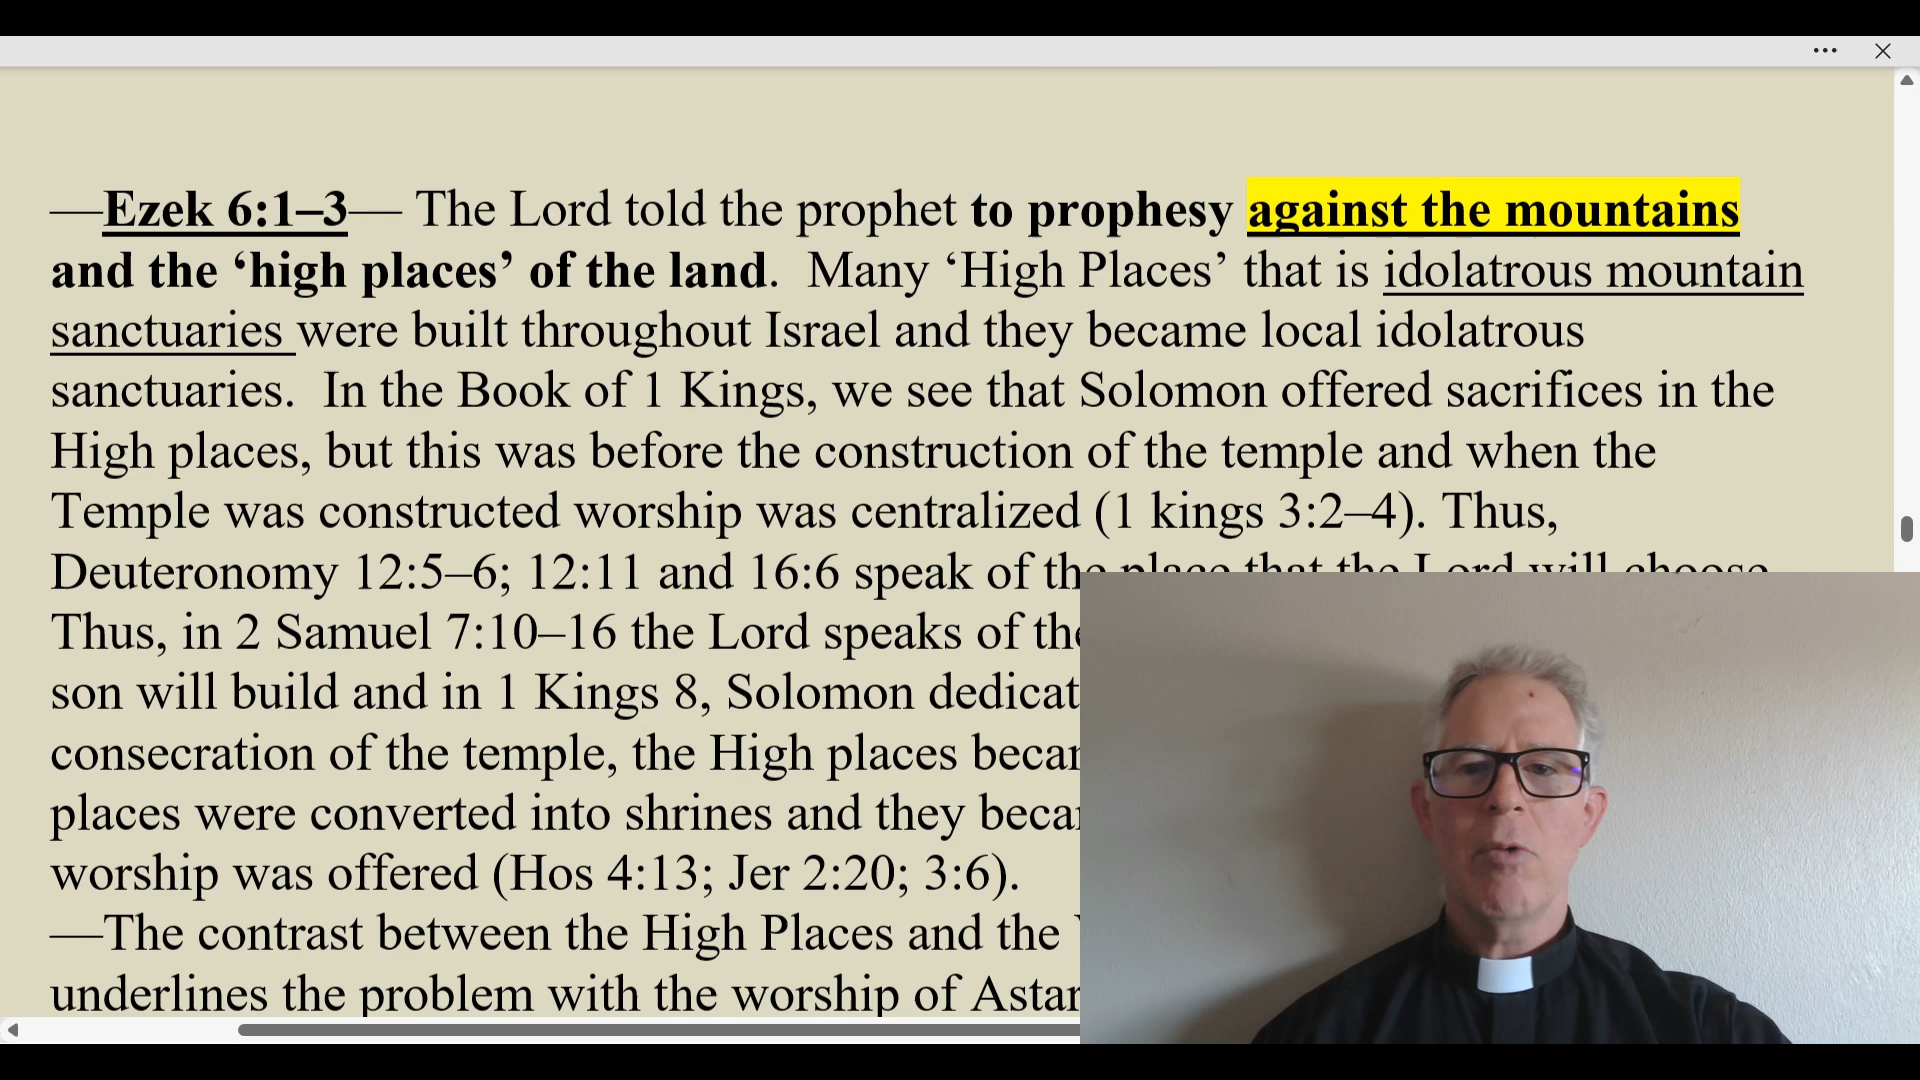 —Ezek 6:1–3— The Lord told the prophet to prophesy against the mountains
and the ‘high places’ of the land.  Many ‘High Places’ that is idolatrous mountain
sanctuaries were built throughout Israel and they became local idolatrous
sanctuaries.  In the Book of 1 Kings, we see that Solomon offered sacrifices in the
High places, but this was before the construction of the temple and when the
Temple was constructed worship was centralized (1 kings 3:2–4). Thus,
Deuteronomy 12:5–6; 12:11 and 16:6 speak of the place that the Lord will choose
Thus, in 2 Samuel 7:10–16 the Lord speaks of
son will build and in 1 Kings 8, Solomon
consecration of the temple, the High places
places were converted into shrines and they
worship was offered (Hos 4:13; Jer 2:20; 3:6).
—The contrast between the High Places and the
underlines the problem with the worship of